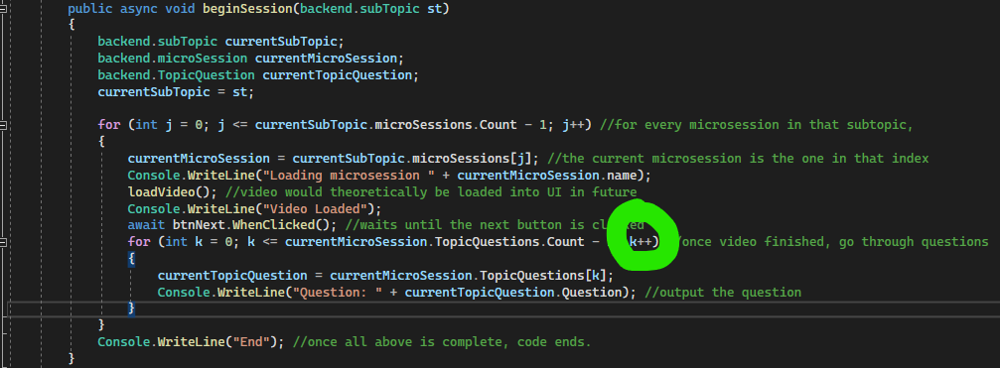 public async void beginSession(backend.subTopic st)
{
backend.subTopic currentSubTopic;
backend.microSession currentMicroSession;
backend.TopicQuestion currentTopicQuestion;
currentSubTopic = st;
for (int j = 0; j <= currentSubTopic.microSessions.Count - 1; j++) //for every microsession in that subtopic,
{
currentMicroSession = currentSubTopic.microSessions[j]; //the current microsession is the one in that index
Console.WriteLine("Loading microsession " + currentMicroSession.name);
loadVideo(); //video would theoretically be loaded into UI in future
Console.WriteLine("Video Loaded");
await btnNext.WhenClicked(); //waits until the next button is
for (int k = 0; k <= currentMicroSession.TopicQuestions.Count - k++) /once video finished, go through questions
{
currentTopicQuestion = currentMicroSession.TopicQuestions[k];
Console.WriteLine("Question: " + currentTopicQuestion.Question); //output the question
}
}
Console.WriteLine("End"); //once all above is complete, code ends.
}